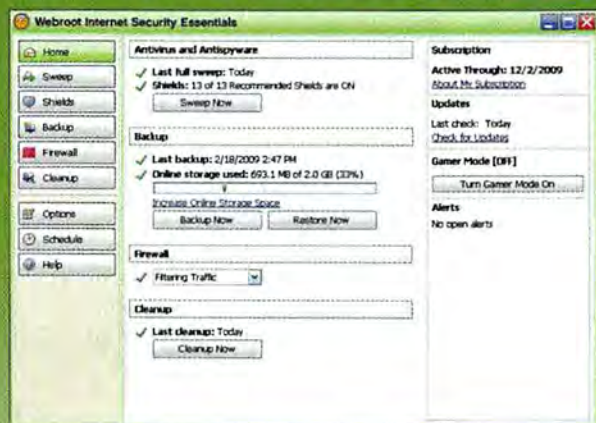 Webroot Internet Security Essentials
Home
Sweep
Shields
Backup
Firewall
Cleanup
Options
Schedule
Help
Antivirus and Antispyware
Last full sweep: Today
Shields: 13 of 13 Recommended Shields are ON
Sweep Now
Backup
Last backup: 2/18/2009 2:47 PM
Online storage used: 693.1 MB of 2.0 GB (33%)
Increase Online Storage Space
Backup Now
Restore Now
Firewall
Filtering Traffic
Cleanup
Last cleanup: Today
Cleanup Now
Subscription
Active Through: 12/2/2009
About My Subscription
Updates
Last check: Today
Check for Updates
Gamer Mode [OFF]
Turn Gamer Mode On
Alerts
No open alerts